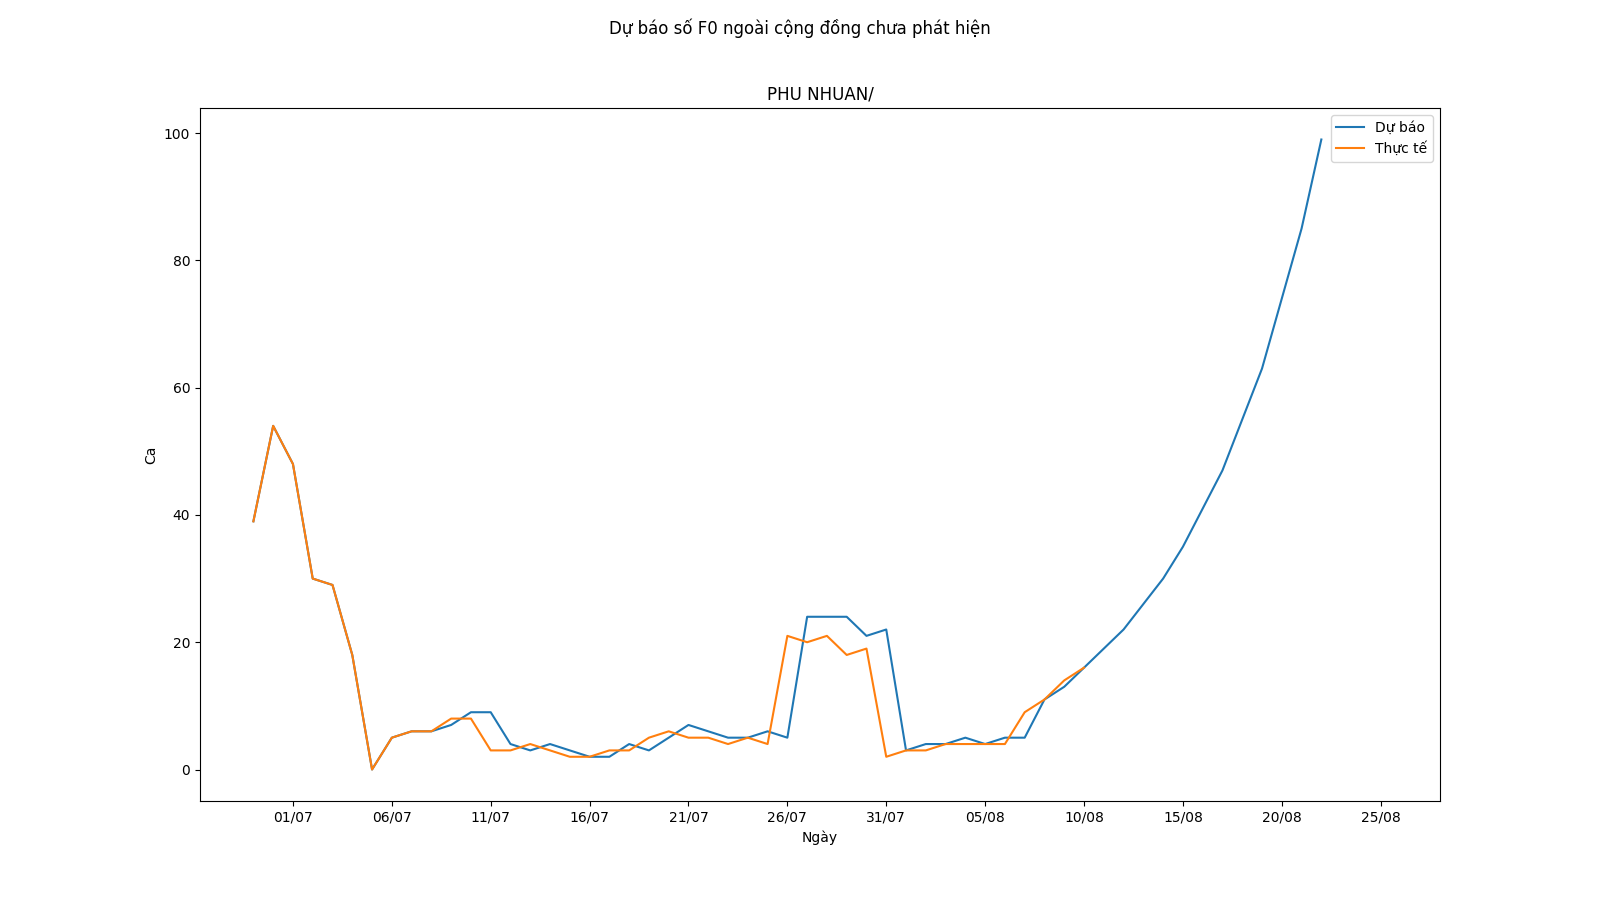 Dự báo số F0 ngoài cộng đồng chưa phát hiện
PHU NHUAN/
Dự báo
Thực tế
100
80
60
40
20
0
Ca
01/07 06/07 11/07 16/07 21/07 26/07 31/07 05/08 10/08 15/08 20/08 25/08
Ngày